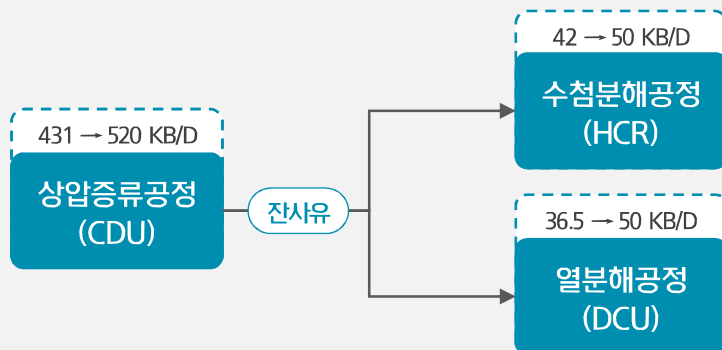 431 → 520 KB/D
상압증류공정
(CDU)
잔사유
42 → 50 KB/D
수첨분해공정
(HCR)
36.5 → 50 KB/D
열분해공정
(DCU)